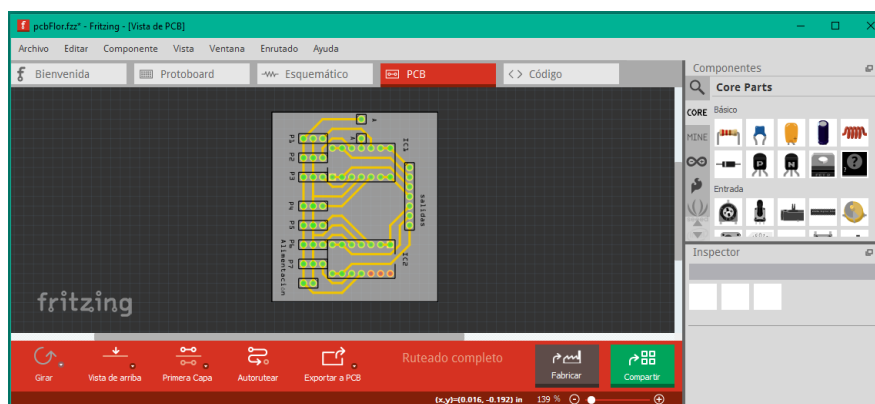 f pcbFlor.fzz* - Fritzing - [Vista de PCB]
Archivo Editar Componente Vista Ventana Enrutado Ayuda
f Bienvenida Protoboard Esquemático PCB <> Código
Componentes
Core Parts
CORE Básico
MINE
Entrada
P1
P2
P3
P4
P5
P6
P7
Alimentación
IC1
IC2
salidas
fritzing
Inspector
Girar Vista de arriba Primera Capa Autorutear Exportar a PCB Ruteado completo Fabricar Compartir
(x,y)=(0.016, -0.192) in 139 %